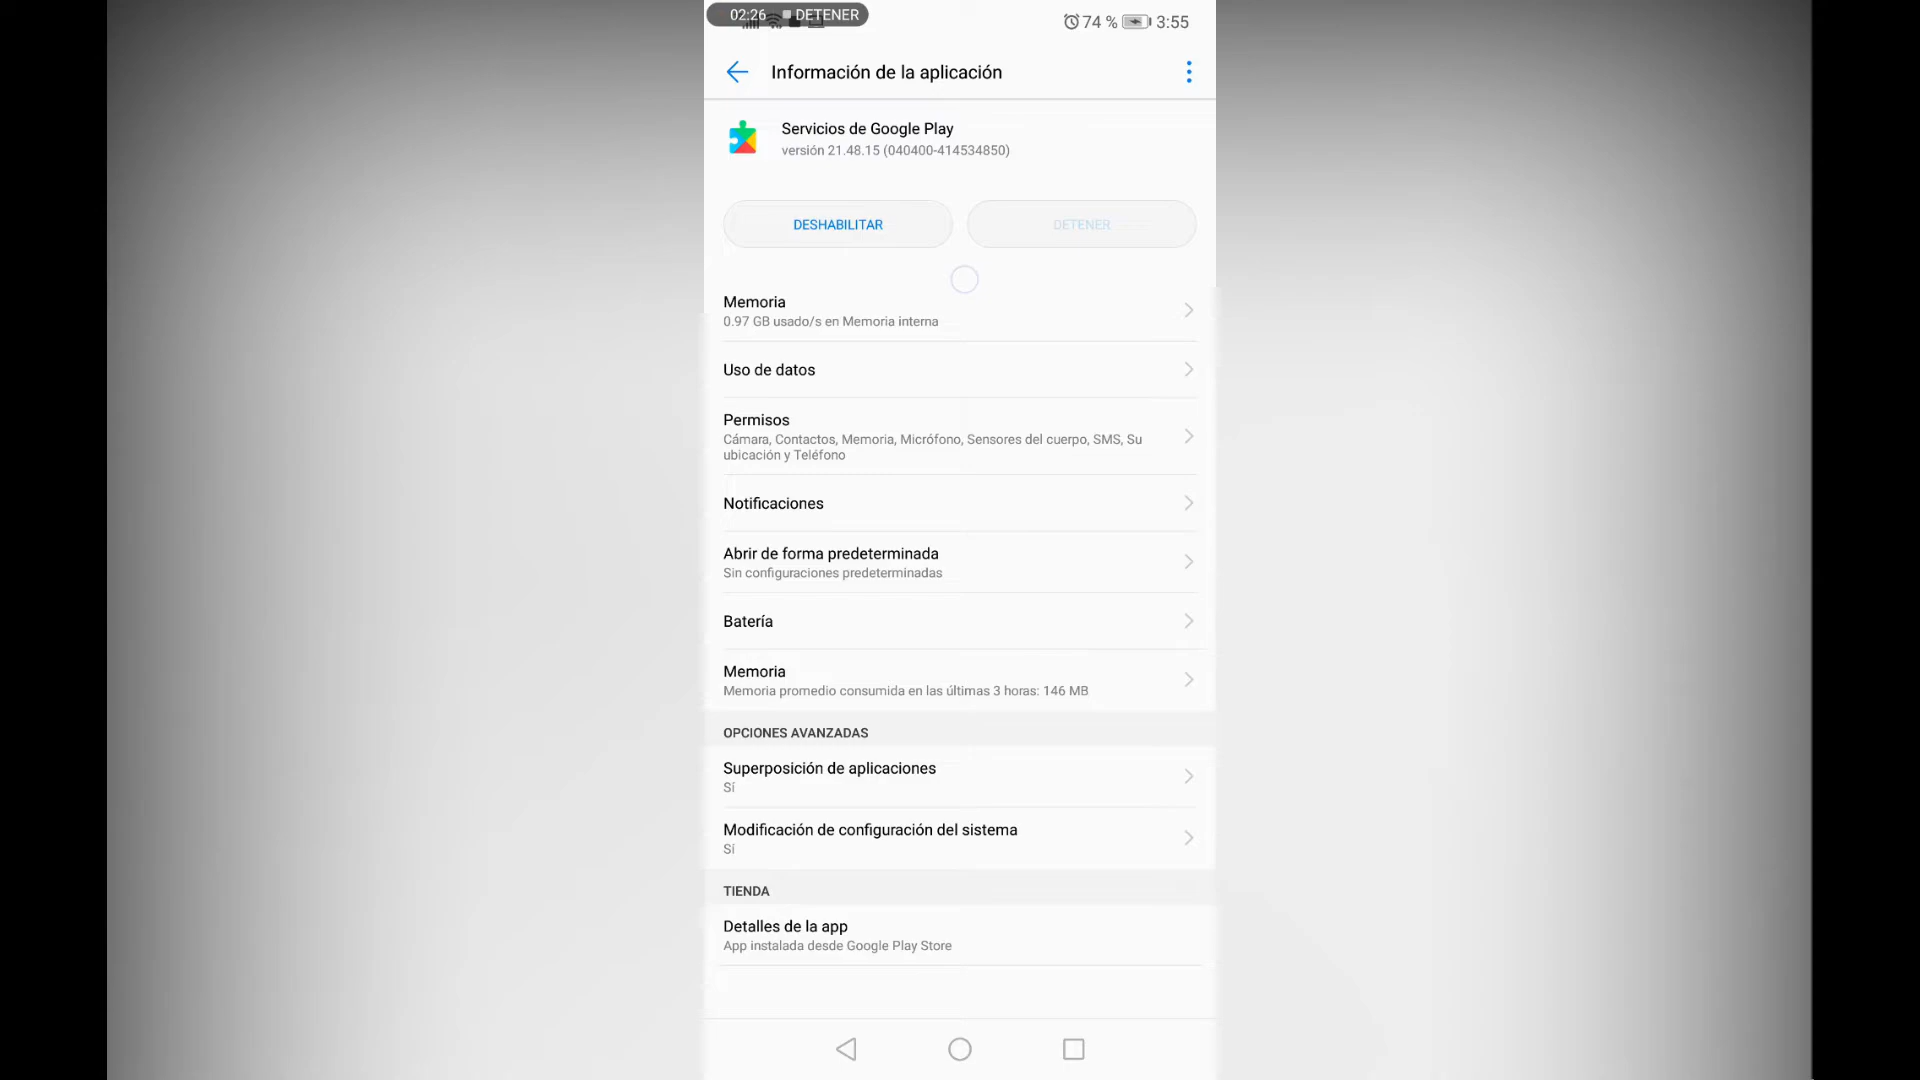 02:26 DETENER
74 % 3:55
Información de la aplicación
Servicios de Google Play
versión 21.48.15 (040400-414534850)
DESHABILITAR
DETENER
Memoria
0.97 GB usado/s en Memoria interna
Uso de datos
Permisos
Cámara, Contactos, Memoria, Micrófono, Sensores del cuerpo, SMS, Su
ubicación y Teléfono
Notificaciones
Abrir de forma predeterminada
Sin configuraciones predeterminadas
Batería
Memoria
Memoria promedio consumida en las últimas 3 horas: 146 MB
OPCIONES AVANZADAS
Superposición de aplicaciones
Sí
Modificación de configuración del sistema
Sí
TIENDA
Detalles de la app
App instalada desde Google Play Store